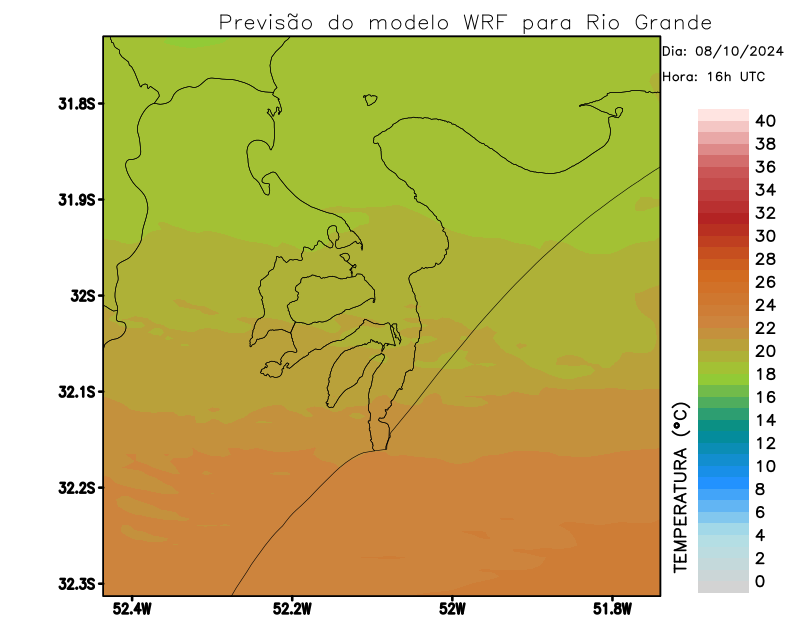 Previsão do modelo WRF para Rio Grande
Dia: 08/10/2024
Hora: 16h UTC
31.8S
31.9S
32S
32.1S
32.2S
32.3S
52.4W
52.2W
52W
51.8W
TEMPERATURA (°C)
40
38
36
34
32
30
28
26
24
22
20
18
16
14
12
10
8
6
4
2
0